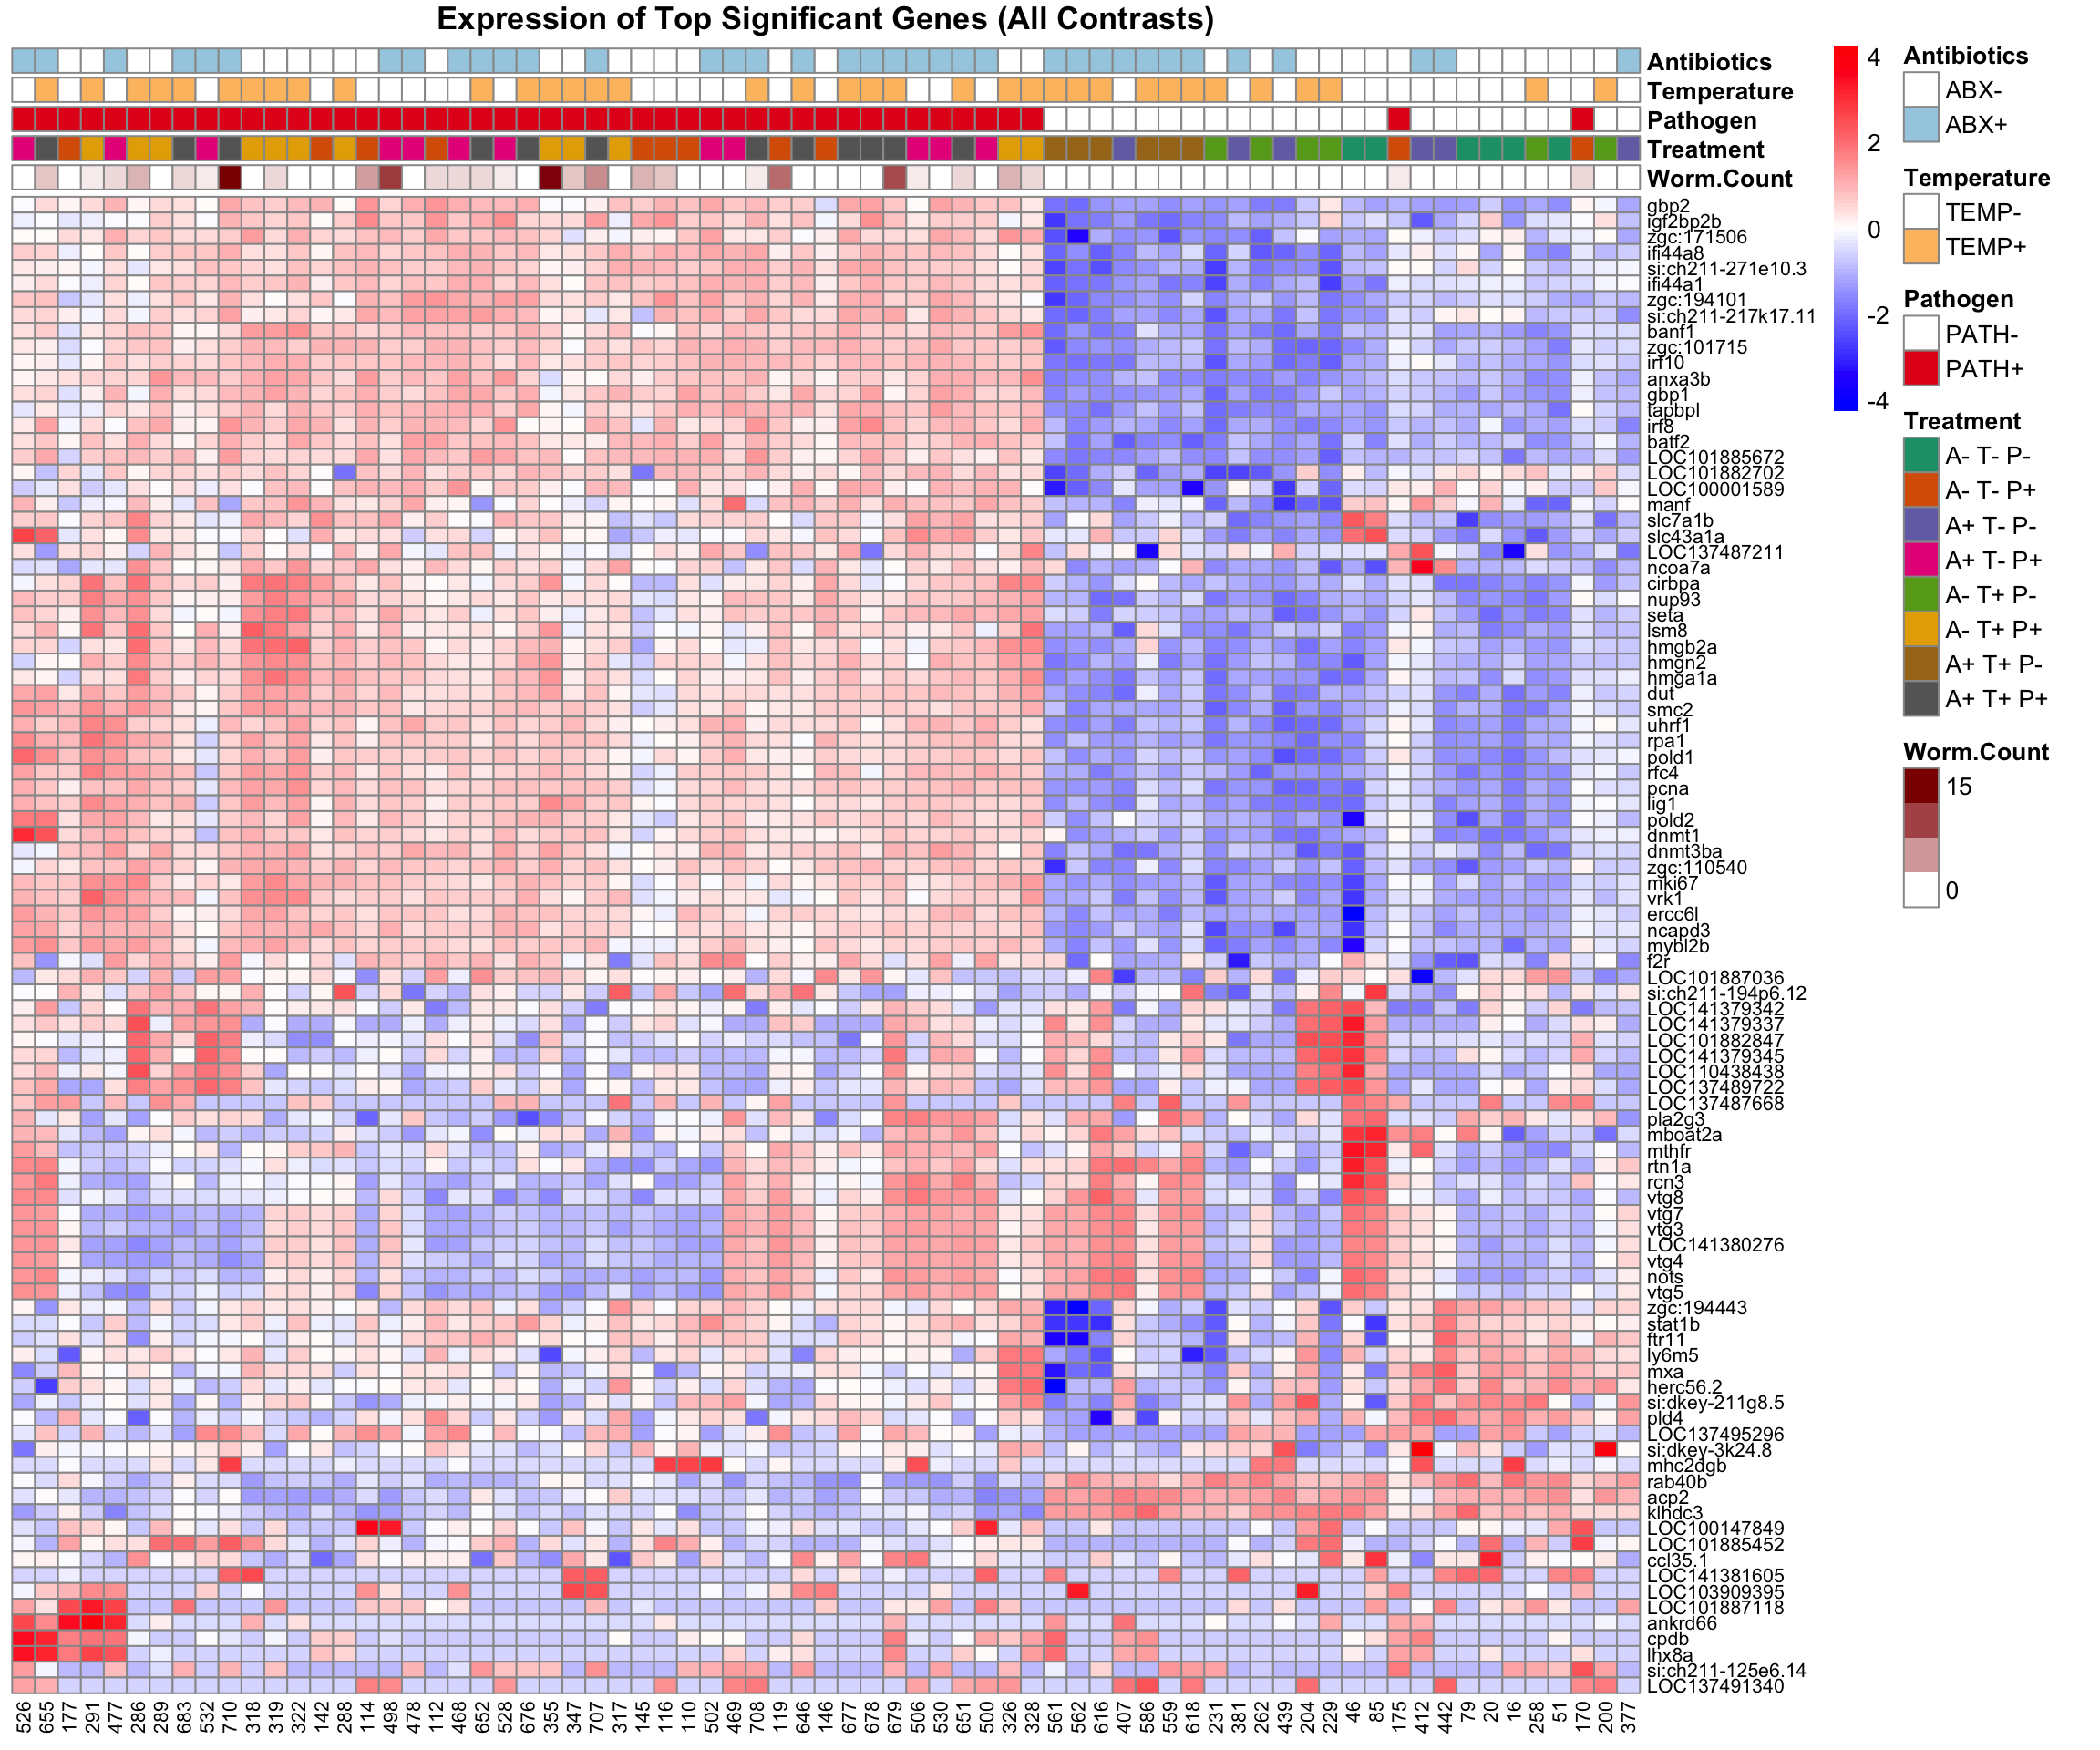 Expression of Top Significant Genes (All Contrasts)
Antibiotics
Temperature
Pathogen
Treatment
Worm.Count
gbp2
igf2bp2b
zgc:171506
ifi44a8
si:ch211-271e10.3
ifi44a1
zgc:194101
si:ch211-217k17.11
banf1
zgc:101715
irf10
anxa3b
gbp1
tapbpl
irf8
batf2
LOC101885672
LOC101882702
LOC100001589
manf
slc7a1b
slc43a1a
LOC137487211
ncoa7a
cirbpa
nup93
seta
lsm8
hmgb2a
hmgn2
hmga1a
dut
smc2
uhrf1
rpa1
pold1
rfc4
pcna
lig1
pold2
dnmt1
dnmt3ba
zgc:110540
mki67
vrk1
ercc6l
ncapd3
mybl2b
f2r
LOC101887036
si:ch211-194p6.12
LOC141379342
LOC141379337
LOC101882847
LOC141379345
LOC110438438
LOC137489722
LOC137487668
pla2g3
mboat2a
mthfr
rtn1a
rcn3
vtg8
vtg7
vtg3
LOC141380276
vtg4
nots
vtg5
zgc:194443
stat1b
ftr11
ly6m5
mxa
herc56.2
si:dkey-211g8.5
pld4
LOC137495296
si:dkey-3k24.8
mhc2dgb
rab40b
acp2
klhdc3
LOC100147849
LOC101885452
ccl35.1
LOC141381605
LOC103909395
LOC101887118
ankrd66
cpdb
lhx8a
si:ch211-125e6.14
LOC137491340
526 655 177 291 477 286 289 683 532 710 318 319 322 142 288 114 498 478 112 468 652 528 676 355 347 707 317 145 116 110 502 469 708 119 646 146 677 678 679 506 530 651 500 326 328 561 562 616 407 586 559 618 231 381 262 439 204 229 46 85 175 412 442 79 20 16 258 51 170 200 377
4
2
0
-2
-4
Antibiotics
ABX-
ABX+
Temperature
TEMP-
TEMP+
Pathogen
PATH-
PATH+
Treatment
A- T- P-
A- T- P+
A+ T- P-
A+ T- P+
A- T+ P-
A- T+ P+
A+ T+ P-
A+ T+ P+
Worm.Count
15
0